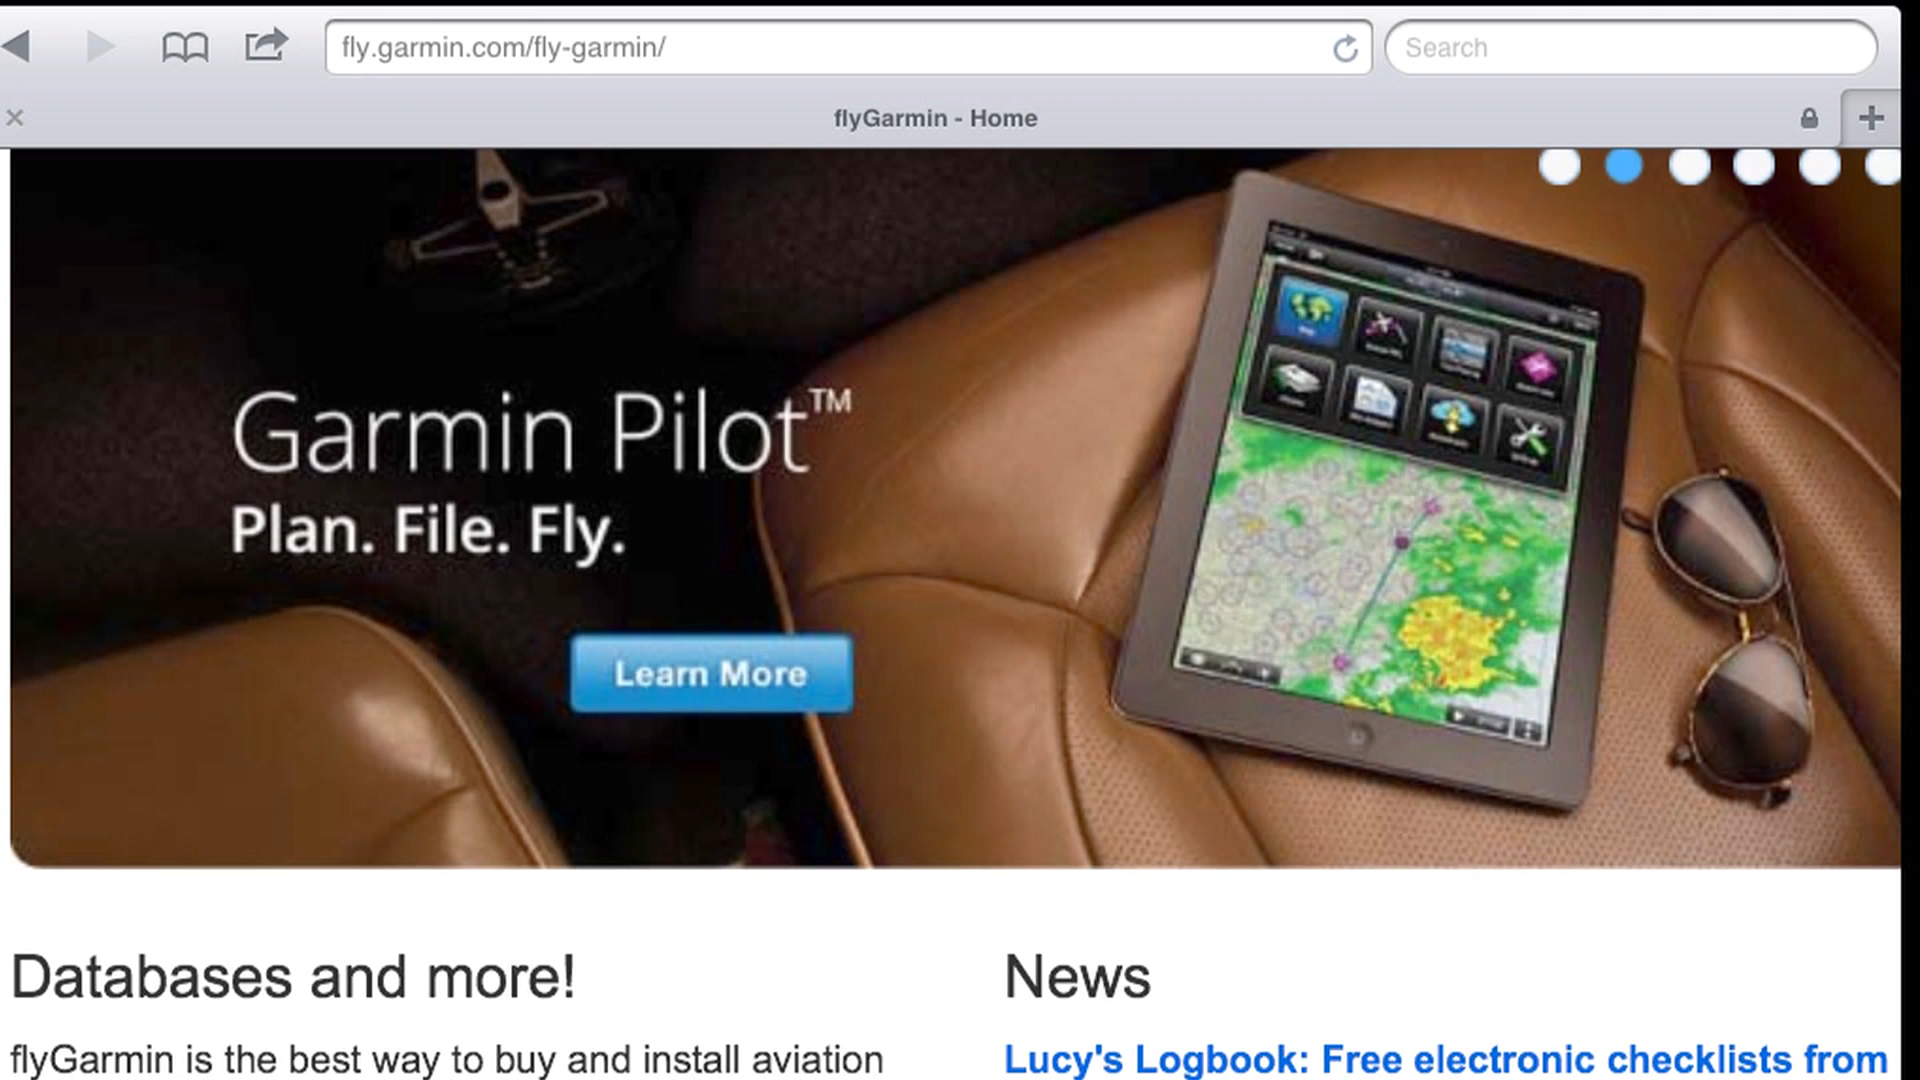 fly.garmin.com/fly-garmin/
Search
flyGarmin - Home
Garmin Pilot™
Plan. File. Fly.
Learn More
Databases and more!
News
flyGarmin is the best way to buy and install aviation
Lucy's Logbook: Free electronic checklists from